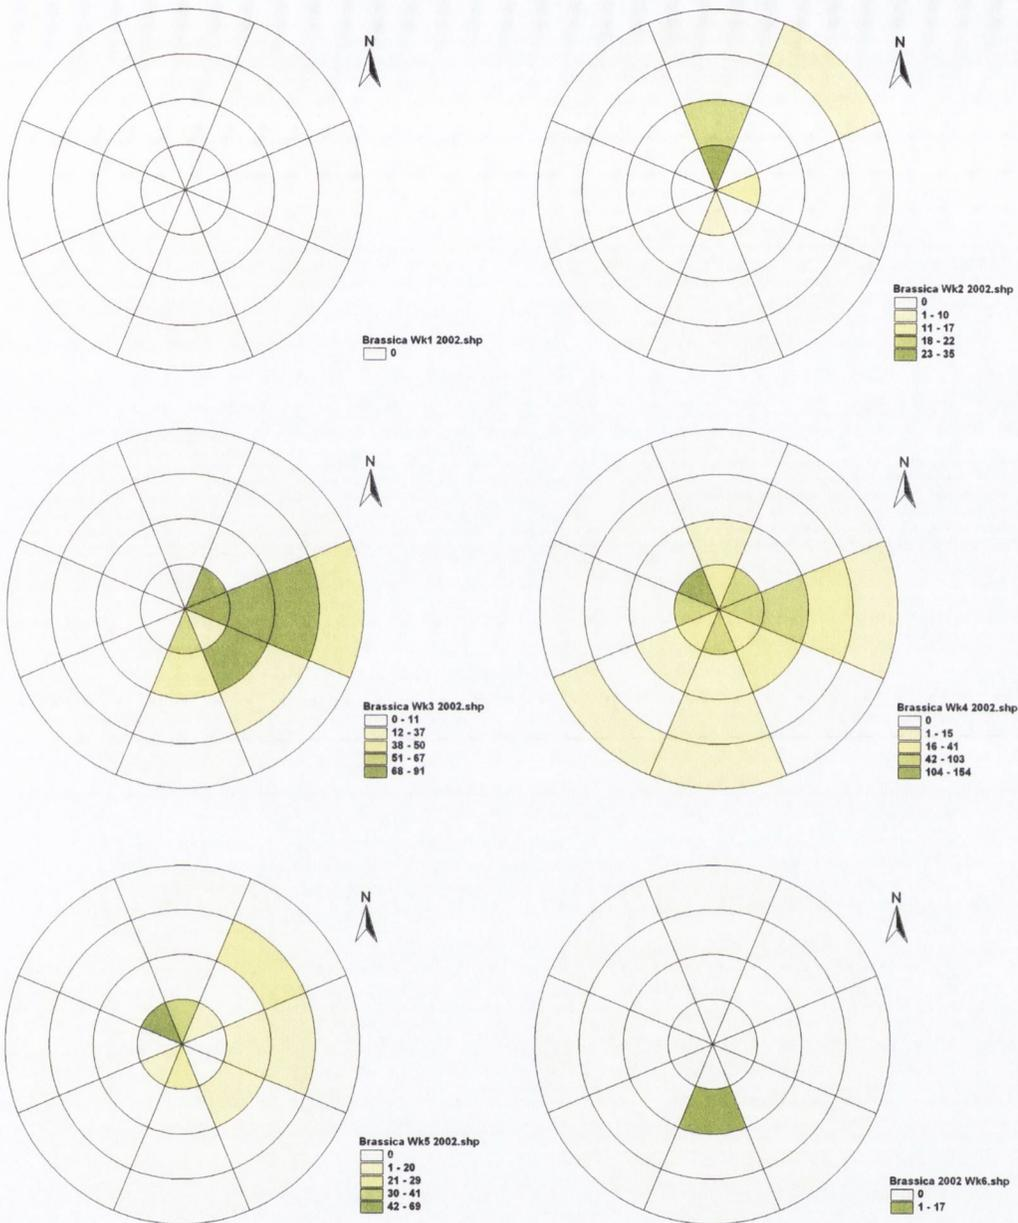 N
N
Brassica Wk1 2002.shp
0
Brassica Wk2 2002.shp
0
1 - 10
11 - 17
18 - 22
23 - 35
N
N
Brassica Wk3 2002.shp
0 - 11
12 - 37
38 - 50
51 - 67
68 - 91
Brassica Wk4 2002.shp
0
1 - 15
16 - 41
42 - 103
104 - 154
N
N
Brassica Wk5 2002.shp
0
1 - 20
21 - 29
30 - 41
42 - 69
Brassica 2002 Wk6.shp
0
1 - 17